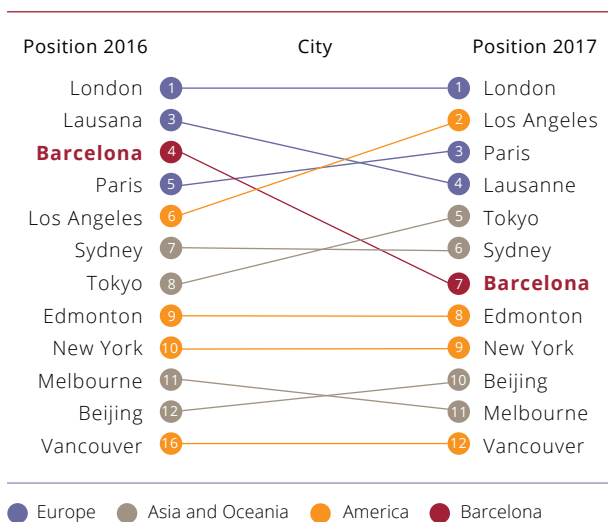 Position 2016 City Position 2017
London 1 1 London
Lausana 3 2 Los Angeles
Barcelona 4 3 Paris
Paris 5 4 Lausanne
Los Angeles 6 5 Tokyo
Sydney 7 6 Sydney
Tokyo 8 7 Barcelona
Edmonton 9 8 Edmonton
New York 10 9 New York
Melbourne 11 10 Beijing
Beijing 12 11 Melbourne
Vancouver 16 12 Vancouver
Europe Asia and Oceania America Barcelona